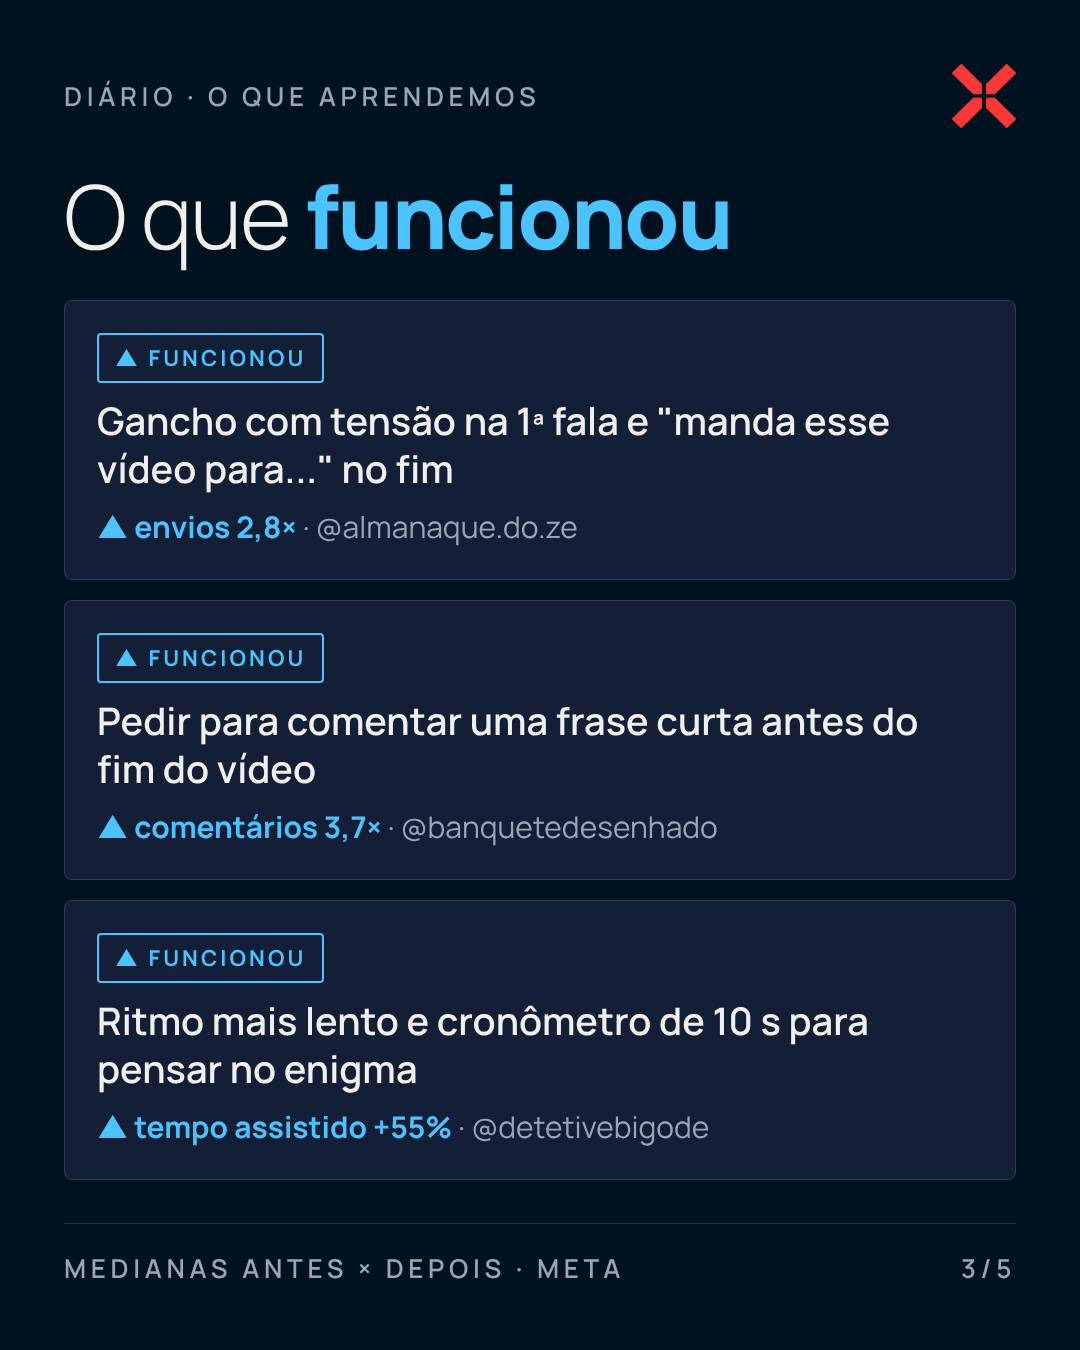 DIÁRIO · O QUE APRENDEMOS
O que funcionou
▲ FUNCIONOU
Gancho com tensão na 1ª fala e "manda esse
vídeo para..." no fim
▲ envios 2,8× · @almanaque.do.ze
▲ FUNCIONOU
Pedir para comentar uma frase curta antes do
fim do vídeo
▲ comentários 3,7× · @banquetedesenhado
▲ FUNCIONOU
Ritmo mais lento e cronômetro de 10 s para
pensar no enigma
▲ tempo assistido +55% · @detetivebigode
MEDIANAS ANTES × DEPOIS · META
3/5